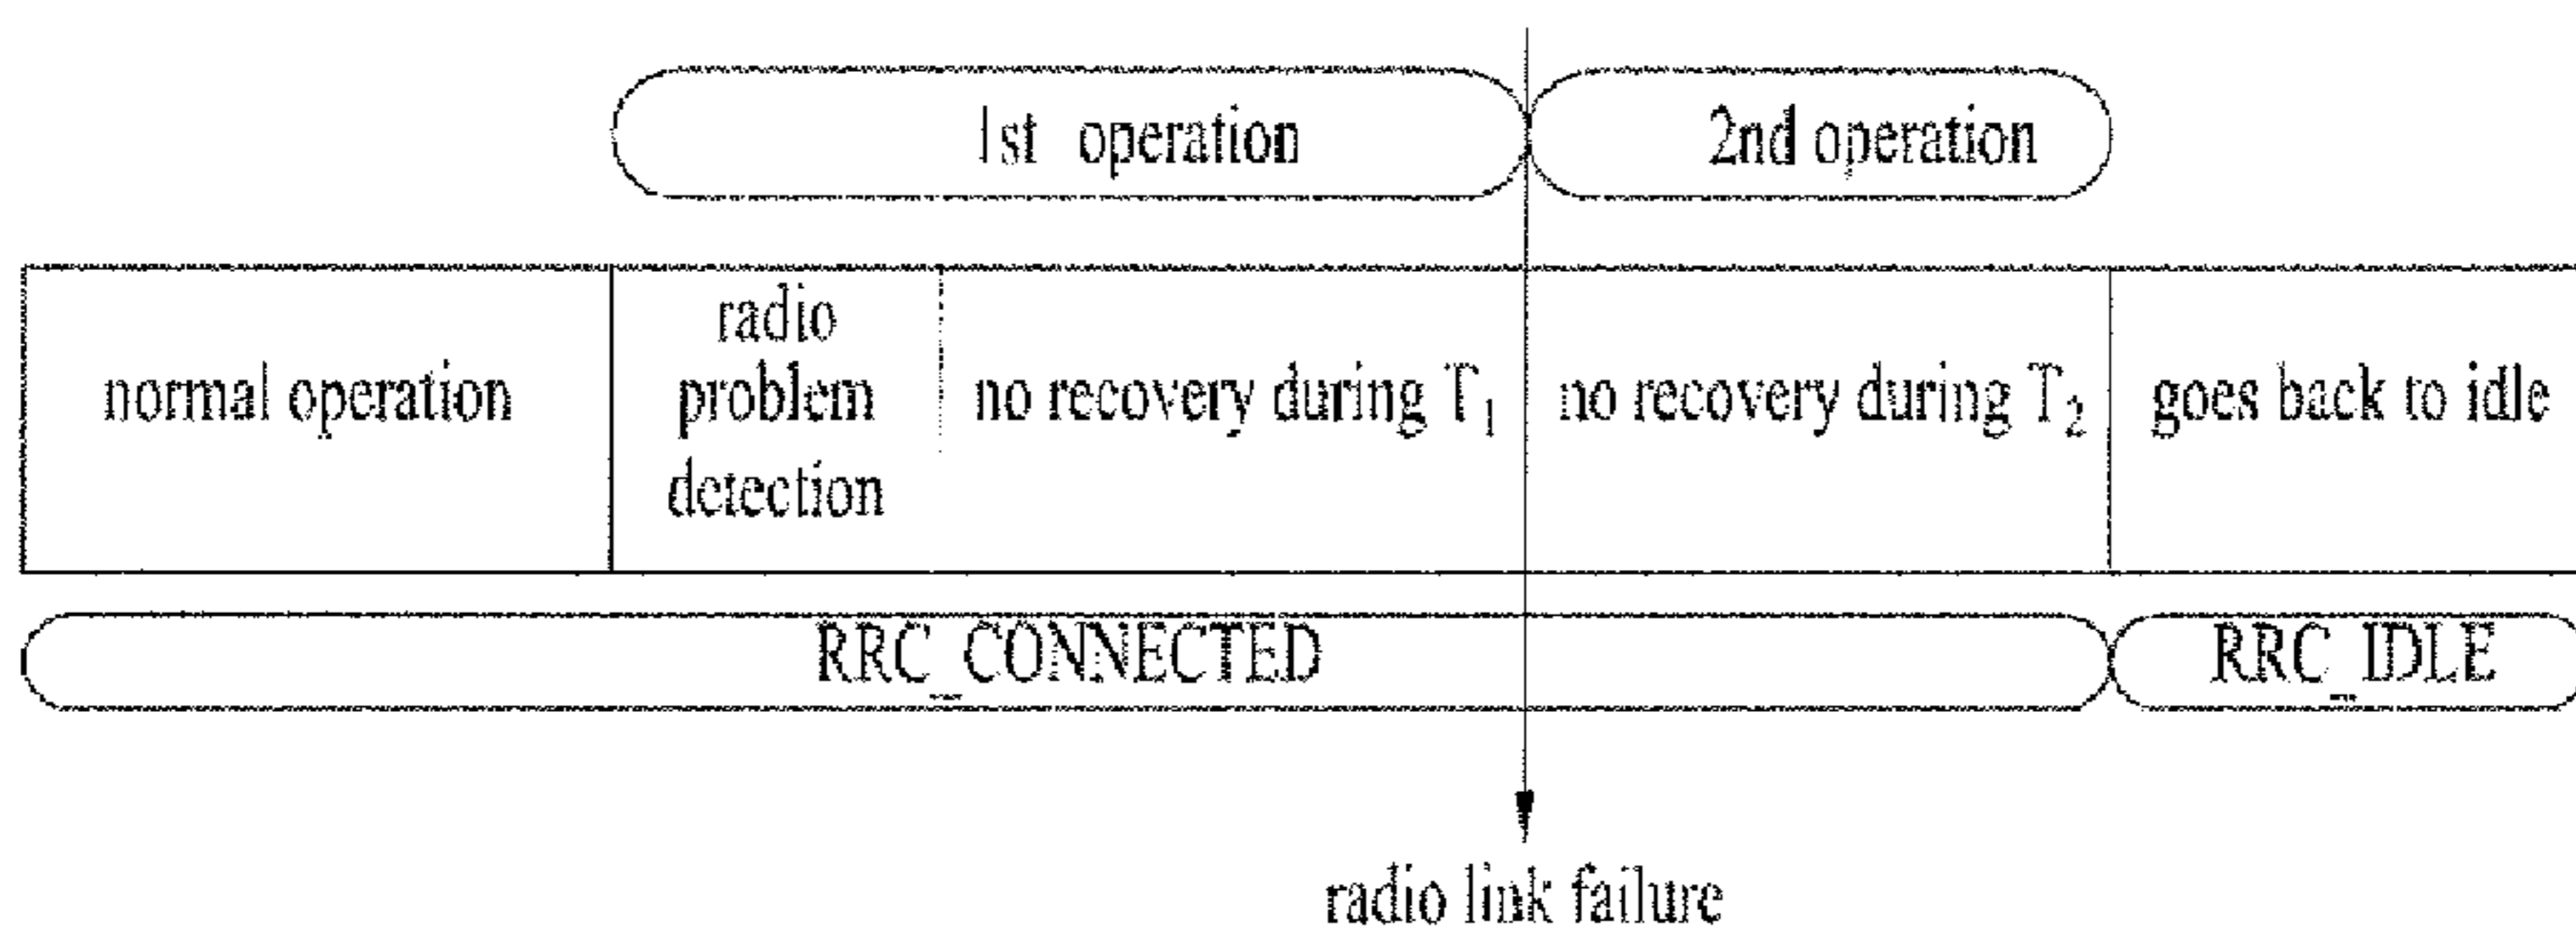 1st operation
2nd operation
normal operation
radio
problem
detection
no recovery during T₁
no recovery during T₂
goes back to idle
RRC_CONNECTED
RRC_IDLE
radio link failure